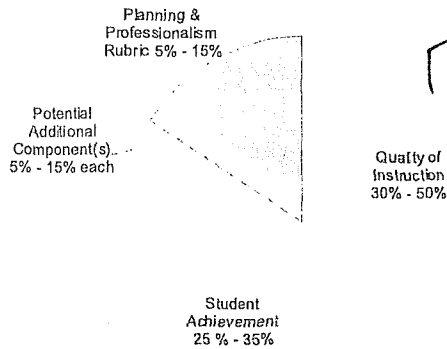 Planning &
Professionalism
Rubric 5% - 15%
Potential
Additional
Component(s)
5% - 15% each
Quality of
Instruction
30% - 50%
Student
Achievement
25 % - 35%